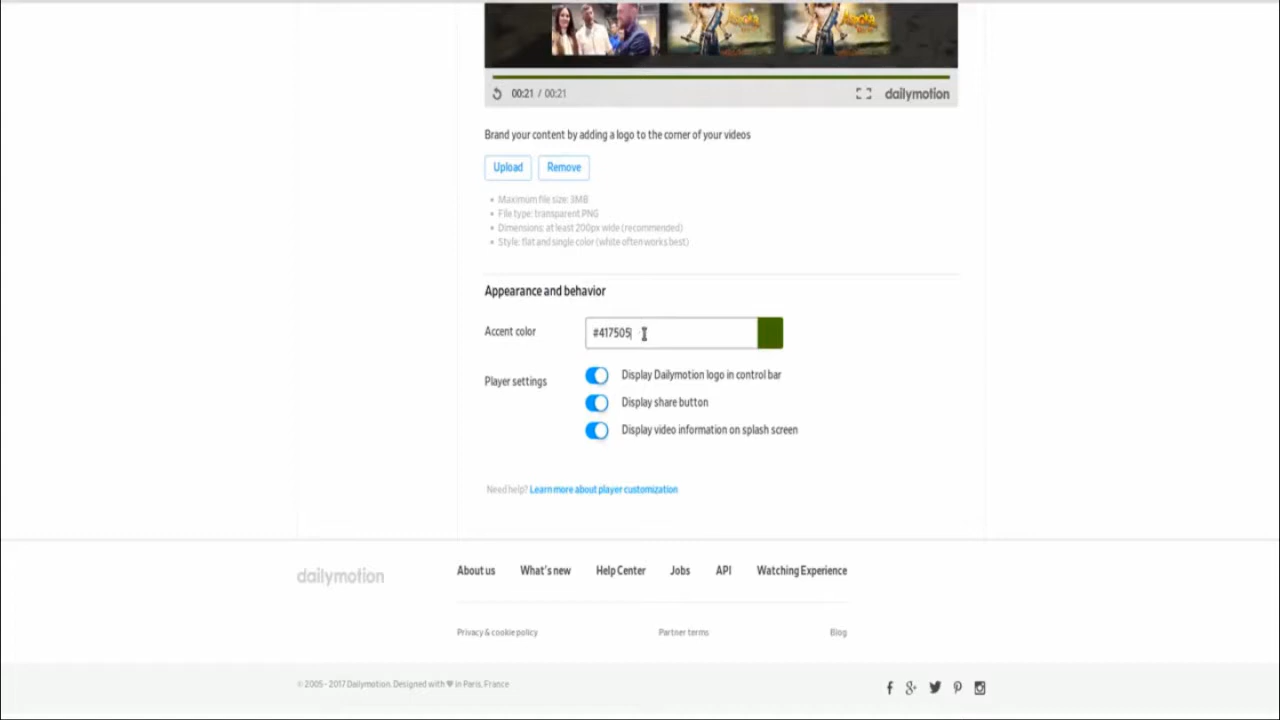 00:21 / 00:21
dailymotion
Brand your content by adding a logo to the corner of your videos
Upload
Remove
Maximum file size: 3MB
File type: transparent PNG
Dimensions: at least 200px wide (recommended)
Style: flat and single color (white often works best)
Appearance and behavior
Accent color
#417505
Player settings
Display Dailymotion logo in control bar
Display share button
Display video information on splash screen
Need help? Learn more about player customization
dailymotion
About us
What's new
Help Center
Jobs
API
Watching Experience
Privacy & cookie policy
Partner terms
Blog
© 2005 - 2017 Dailymotion. Designed with ♥ in Paris, France